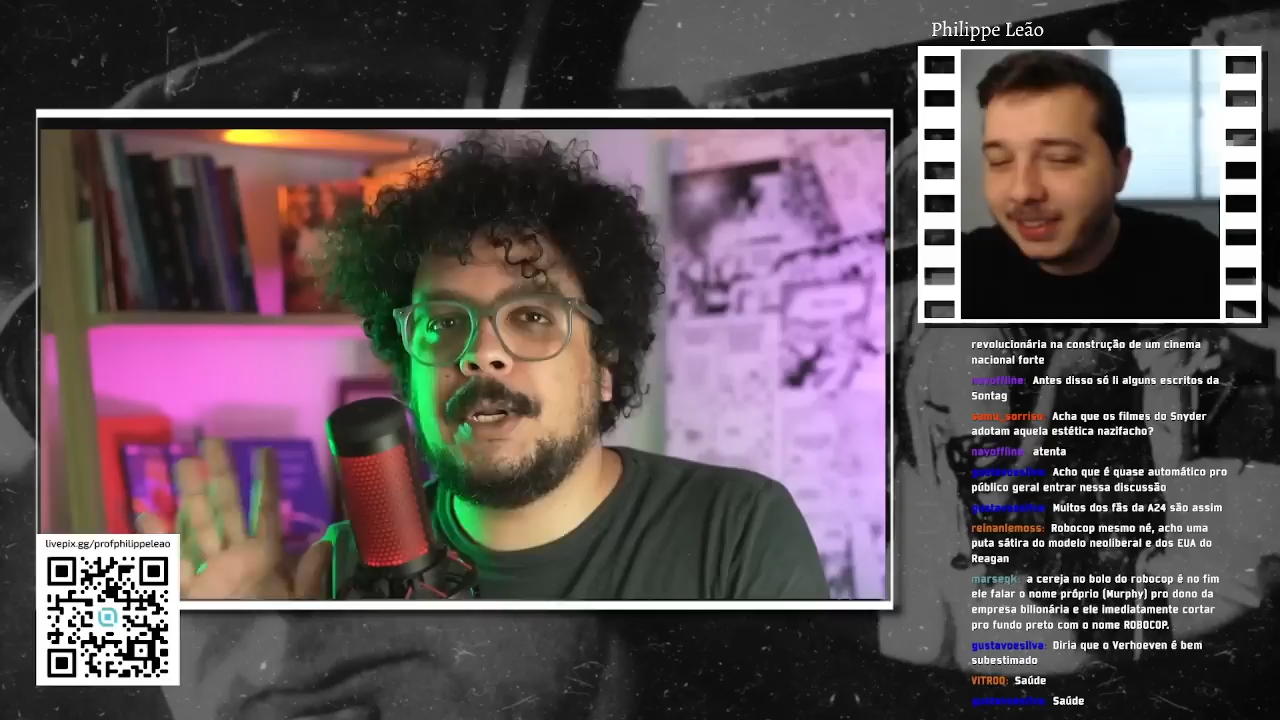 Philippe Leão
livepix.gg/profphilippeleao
revolucionária na construção de um cinema
nacional forte
navoffline: Antes disso só li alguns escritos da
Sontag
samu_sorriso: Acha que os filmes do Snyder
adotam aquela estética nazifacho?
navoffline: atenta
gustavoesilva: Acho que é quase automático pro
público geral entrar nessa discussão
gustavoesilva: Muitos dos fãs da A24 são assim
reinanlemoss: Robocop mesmo né, acho uma
puta sátira do modelo neoliberal e dos EUA do
Reagan
marsegk: a cereja no bolo do robocop é no fim
ele falar o nome próprio (Murphy) pro dono da
empresa bilionária e ele imediatamente cortar
pro fundo preto com o nome ROBOCOP.
gustavoesilva: Diria que o Verhoeven é bem
subestimado
VITROQ: Saúde
gustavoesilva: Saúde